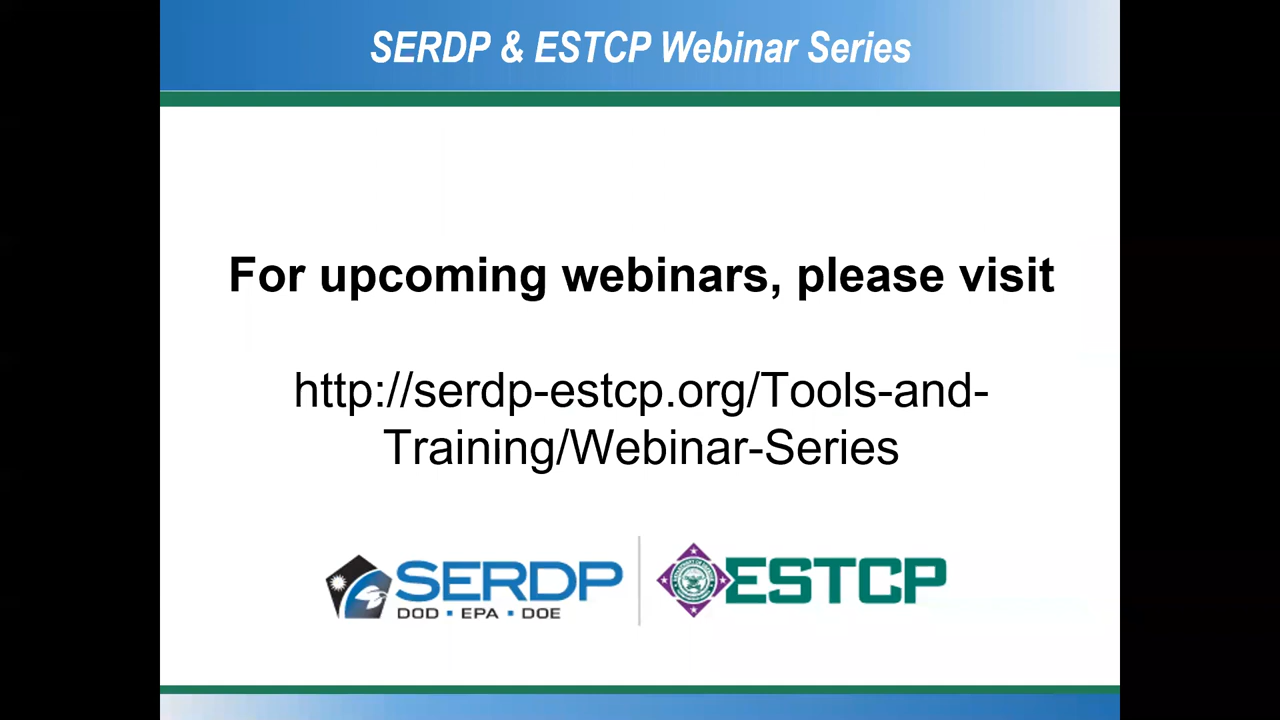 SERDP & ESTCP Webinar Series
For upcoming webinars, please visit
http://serdp-estcp.org/Tools-and-
Training/Webinar-Series
SERDP
DOD • EPA • DOE
ESTCP